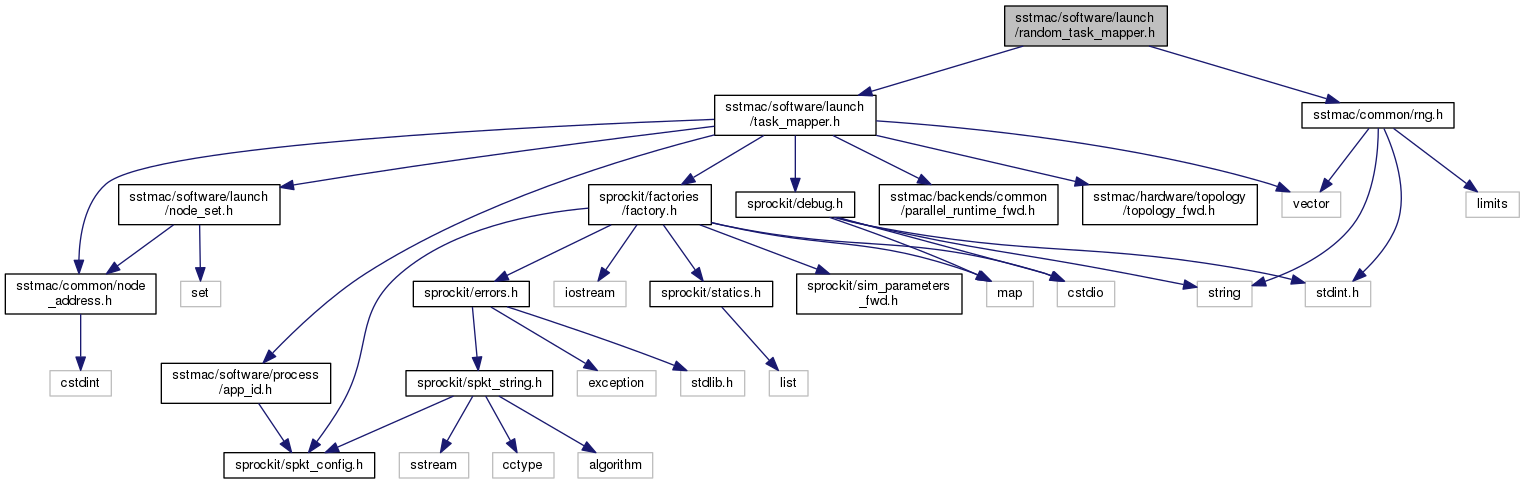 sstmac/software/launch
/random_task_mapper.h
sstmac/software/launch
/task_mapper.h
sstmac/common/rng.h
sstmac/software/launch
/node_set.h
sprockit/factories
/factory.h
sprockit/debug.h
sstmac/backends/common
/parallel_runtime_fwd.h
sstmac/hardware/topology
/topology_fwd.h
vector
limits
sstmac/common/node
_address.h
set
sprockit/errors.h
iostream
sprockit/statics.h
sprockit/sim_parameters
_fwd.h
map
cstdio
string
stdint.h
cstdint
sstmac/software/process
/app_id.h
sprockit/spkt_string.h
exception
stdlib.h
list
sprockit/spkt_config.h
sstream
cctype
algorithm